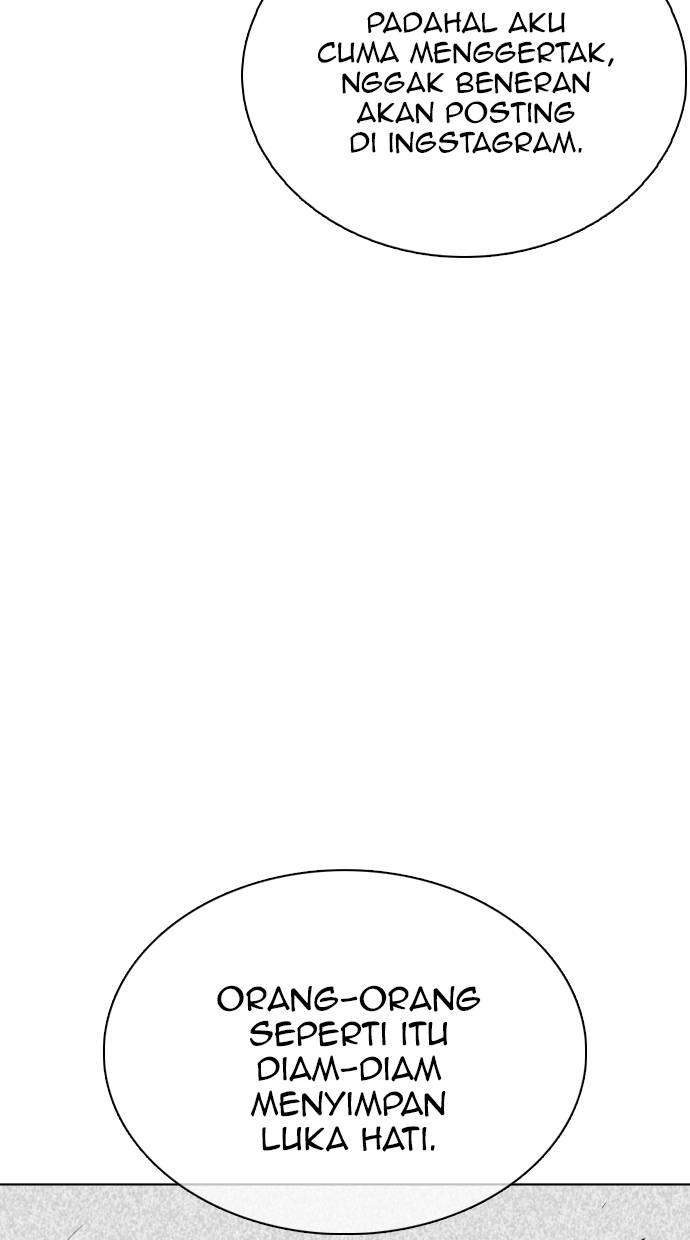 PADAHAL AKU
CUMA MENGGERTAK,
NGGAK BENERAN
AKAN POSTING
DI INGSTAGRAM.
ORANG-ORANG
SEPERTI ITU
DIAM-DIAM
MENYIMPAN
LUKA HATI.